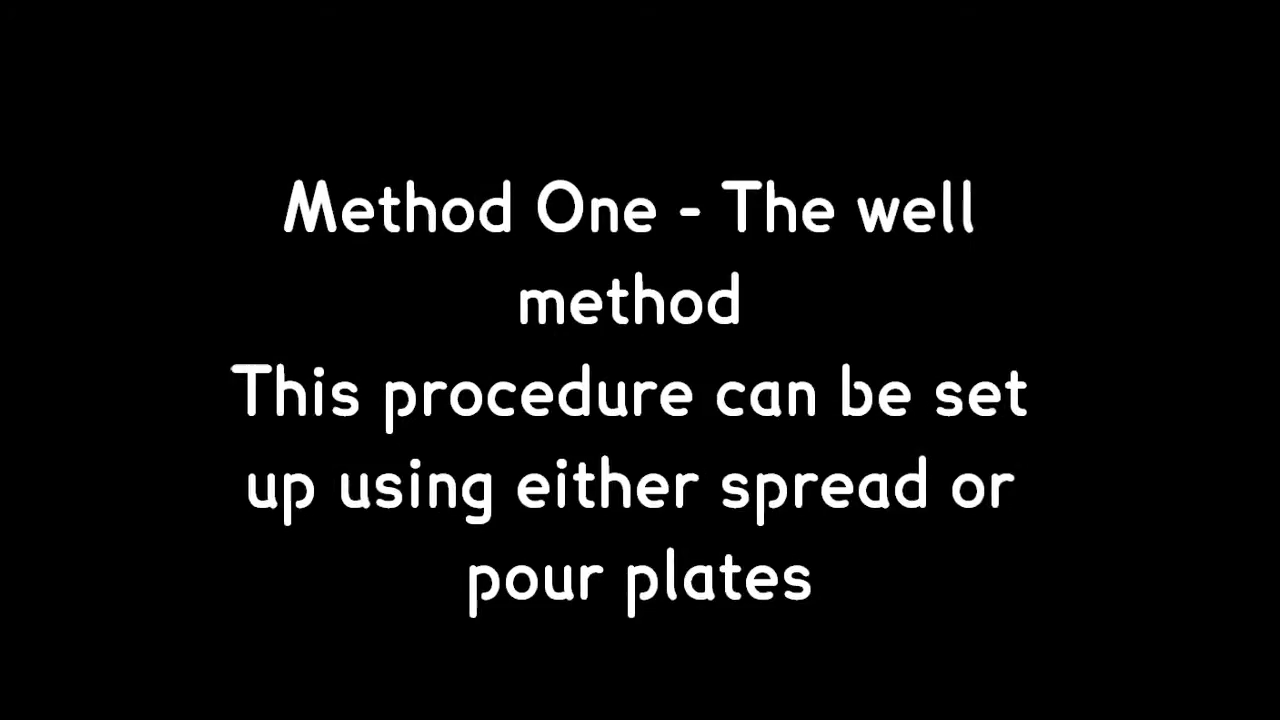 Method One - The well
method
This procedure can be set
up using either spread or
pour plates